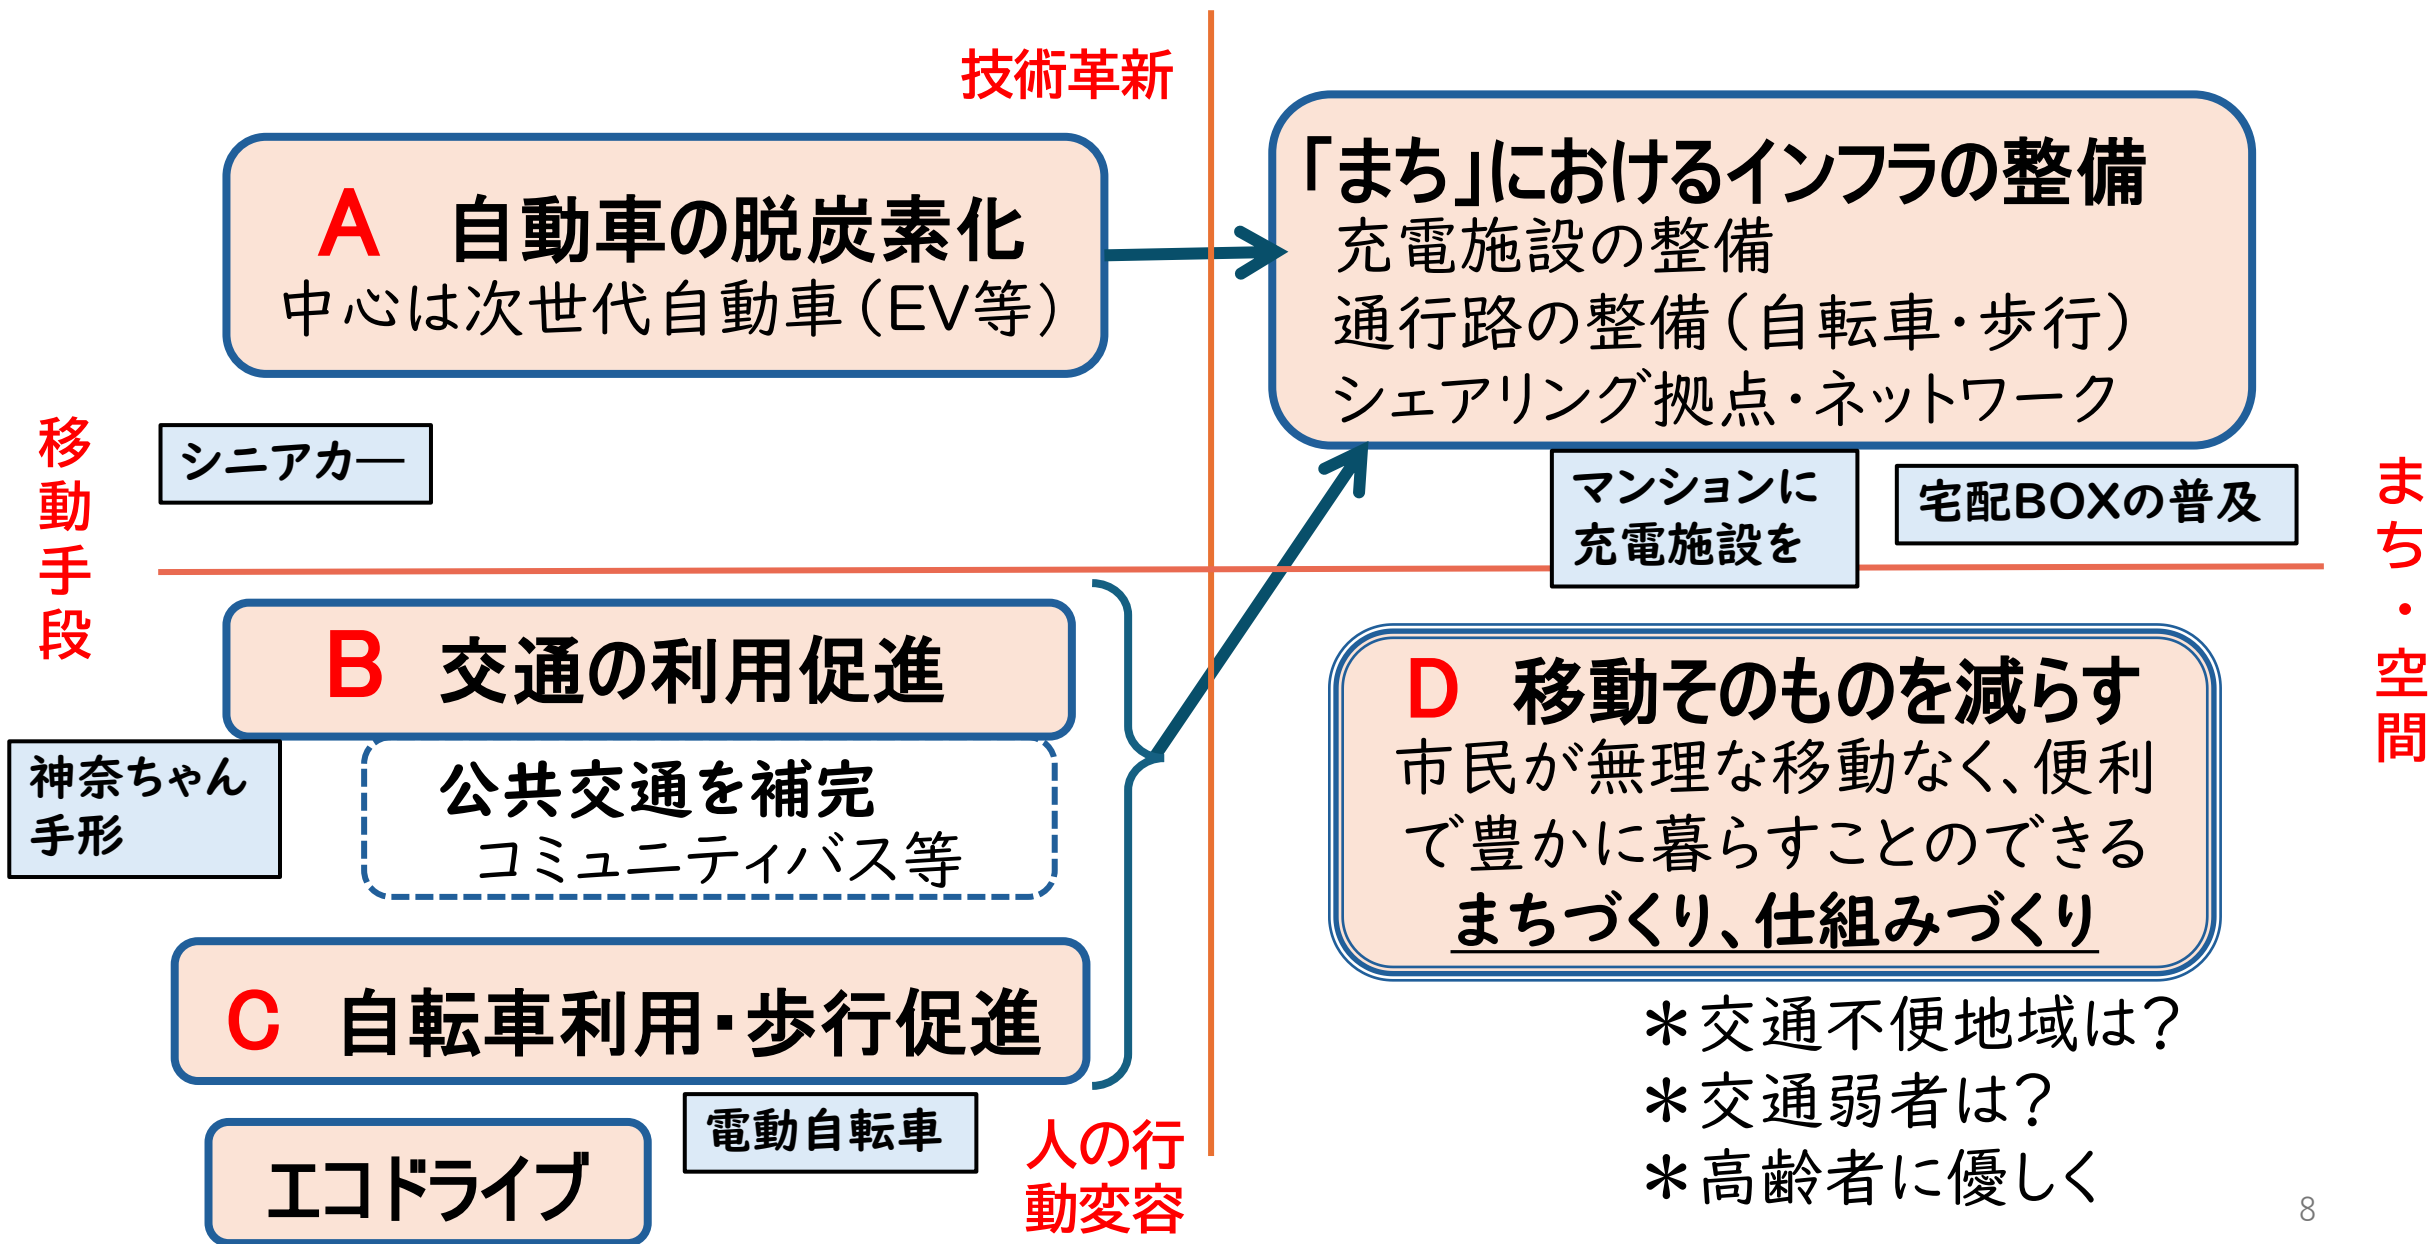 技術革新
A 自動車の脱炭素化
中心は次世代自動車(EV等)
「まち」におけるインフラの整備
充電施設の整備
通行路の整備(自転車・歩行)
シェアリング拠点・ネットワーク
移動手段
シニアカ―
マンションに
充電施設を
宅配BOXの普及
まち・空間
B 交通の利用促進
神奈ちゃん
手形
公共交通を補完
コミュニティバス等
C 自転車利用・歩行促進
電動自転車
エコドライブ
人の行
動変容
D 移動そのものを減らす
市民が無理な移動なく、便利
で豊かに暮らすことのできる
まちづくり、仕組みづくり
＊交通不便地域は?
＊交通弱者は?
＊高齢者に優しく
8